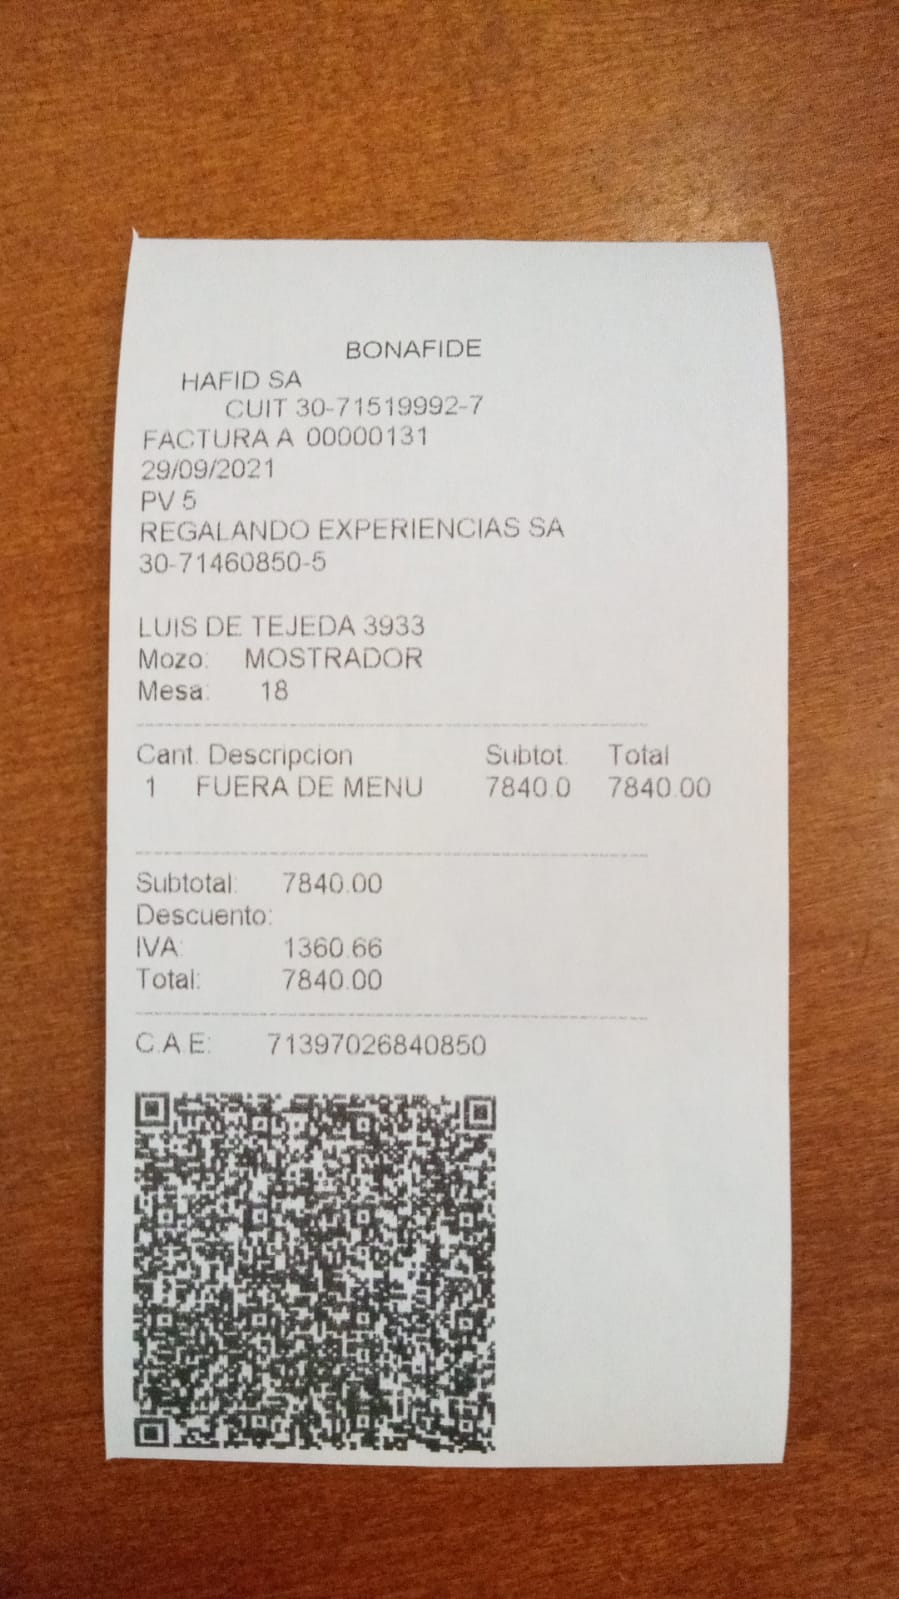 BONAFIDE
HAFID SA
CUIT 30-71519992-7
FACTURA A 00000131
29/09/2021
PV 5
REGALANDO EXPERIENCIAS SA
30-71460850-5
LUIS DE TEJEDA 3933
Mozo: MOSTRADOR
Mesa: 18
Cant. Descripcion Subtot. Total
1 FUERA DE MENU 7840.0 7840.00
Subtotal: 7840.00
Descuento:
IVA: 1360.66
Total: 7840.00
C.A.E: 71397026840850